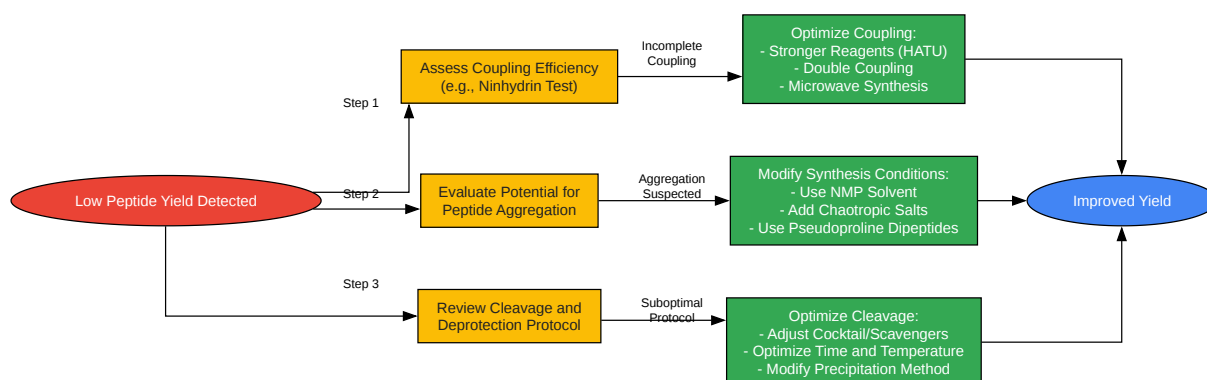 Low Peptide Yield Detected
Step 1
Assess Coupling Efficiency
(e.g., Ninhydrin Test)
Incomplete
Coupling
Optimize Coupling:
- Stronger Reagents (HATU)
- Double Coupling
- Microwave Synthesis
Step 2
Evaluate Potential for
Peptide Aggregation
Aggregation
Suspected
Modify Synthesis Conditions:
- Use NMP Solvent
- Add Chaotropic Salts
- Use Pseudoproline Dipeptides
Improved Yield
Step 3
Review Cleavage and
Deprotection Protocol
Suboptimal
Protocol
Optimize Cleavage:
- Adjust Cocktail/Scavengers
- Optimize Time and Temperature
- Modify Precipitation Method